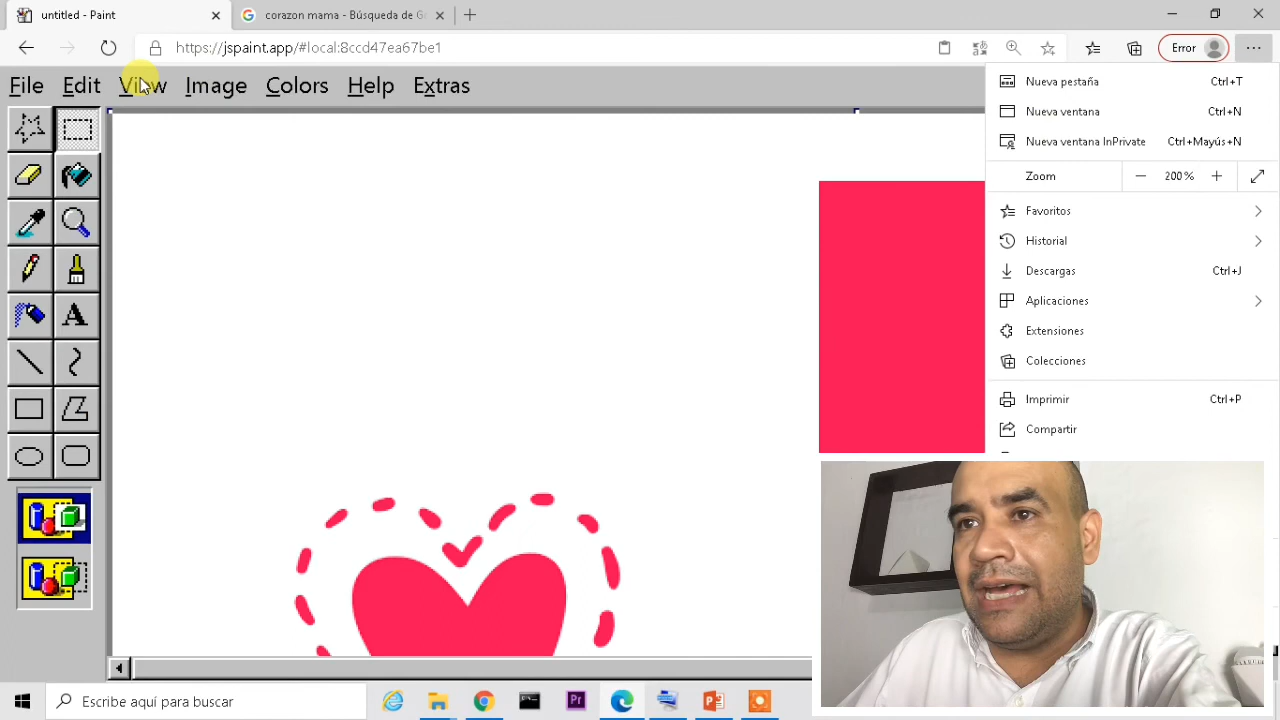 untitled - Paint
corazon mama - Búsqueda de G
https://jspaint.app/#local:8ccd47ea67be1
Error
File Edit View Image Colors Help Extras
Nueva pestaña Ctrl+T
Nueva ventana Ctrl+N
Nueva ventana InPrivate Ctrl+Mayús+N
Zoom 200%
Favoritos
Historial
Descargas Ctrl+J
Aplicaciones
Extensiones
Colecciones
Imprimir Ctrl+P
Compartir
A
Escribe aquí para buscar
Pr